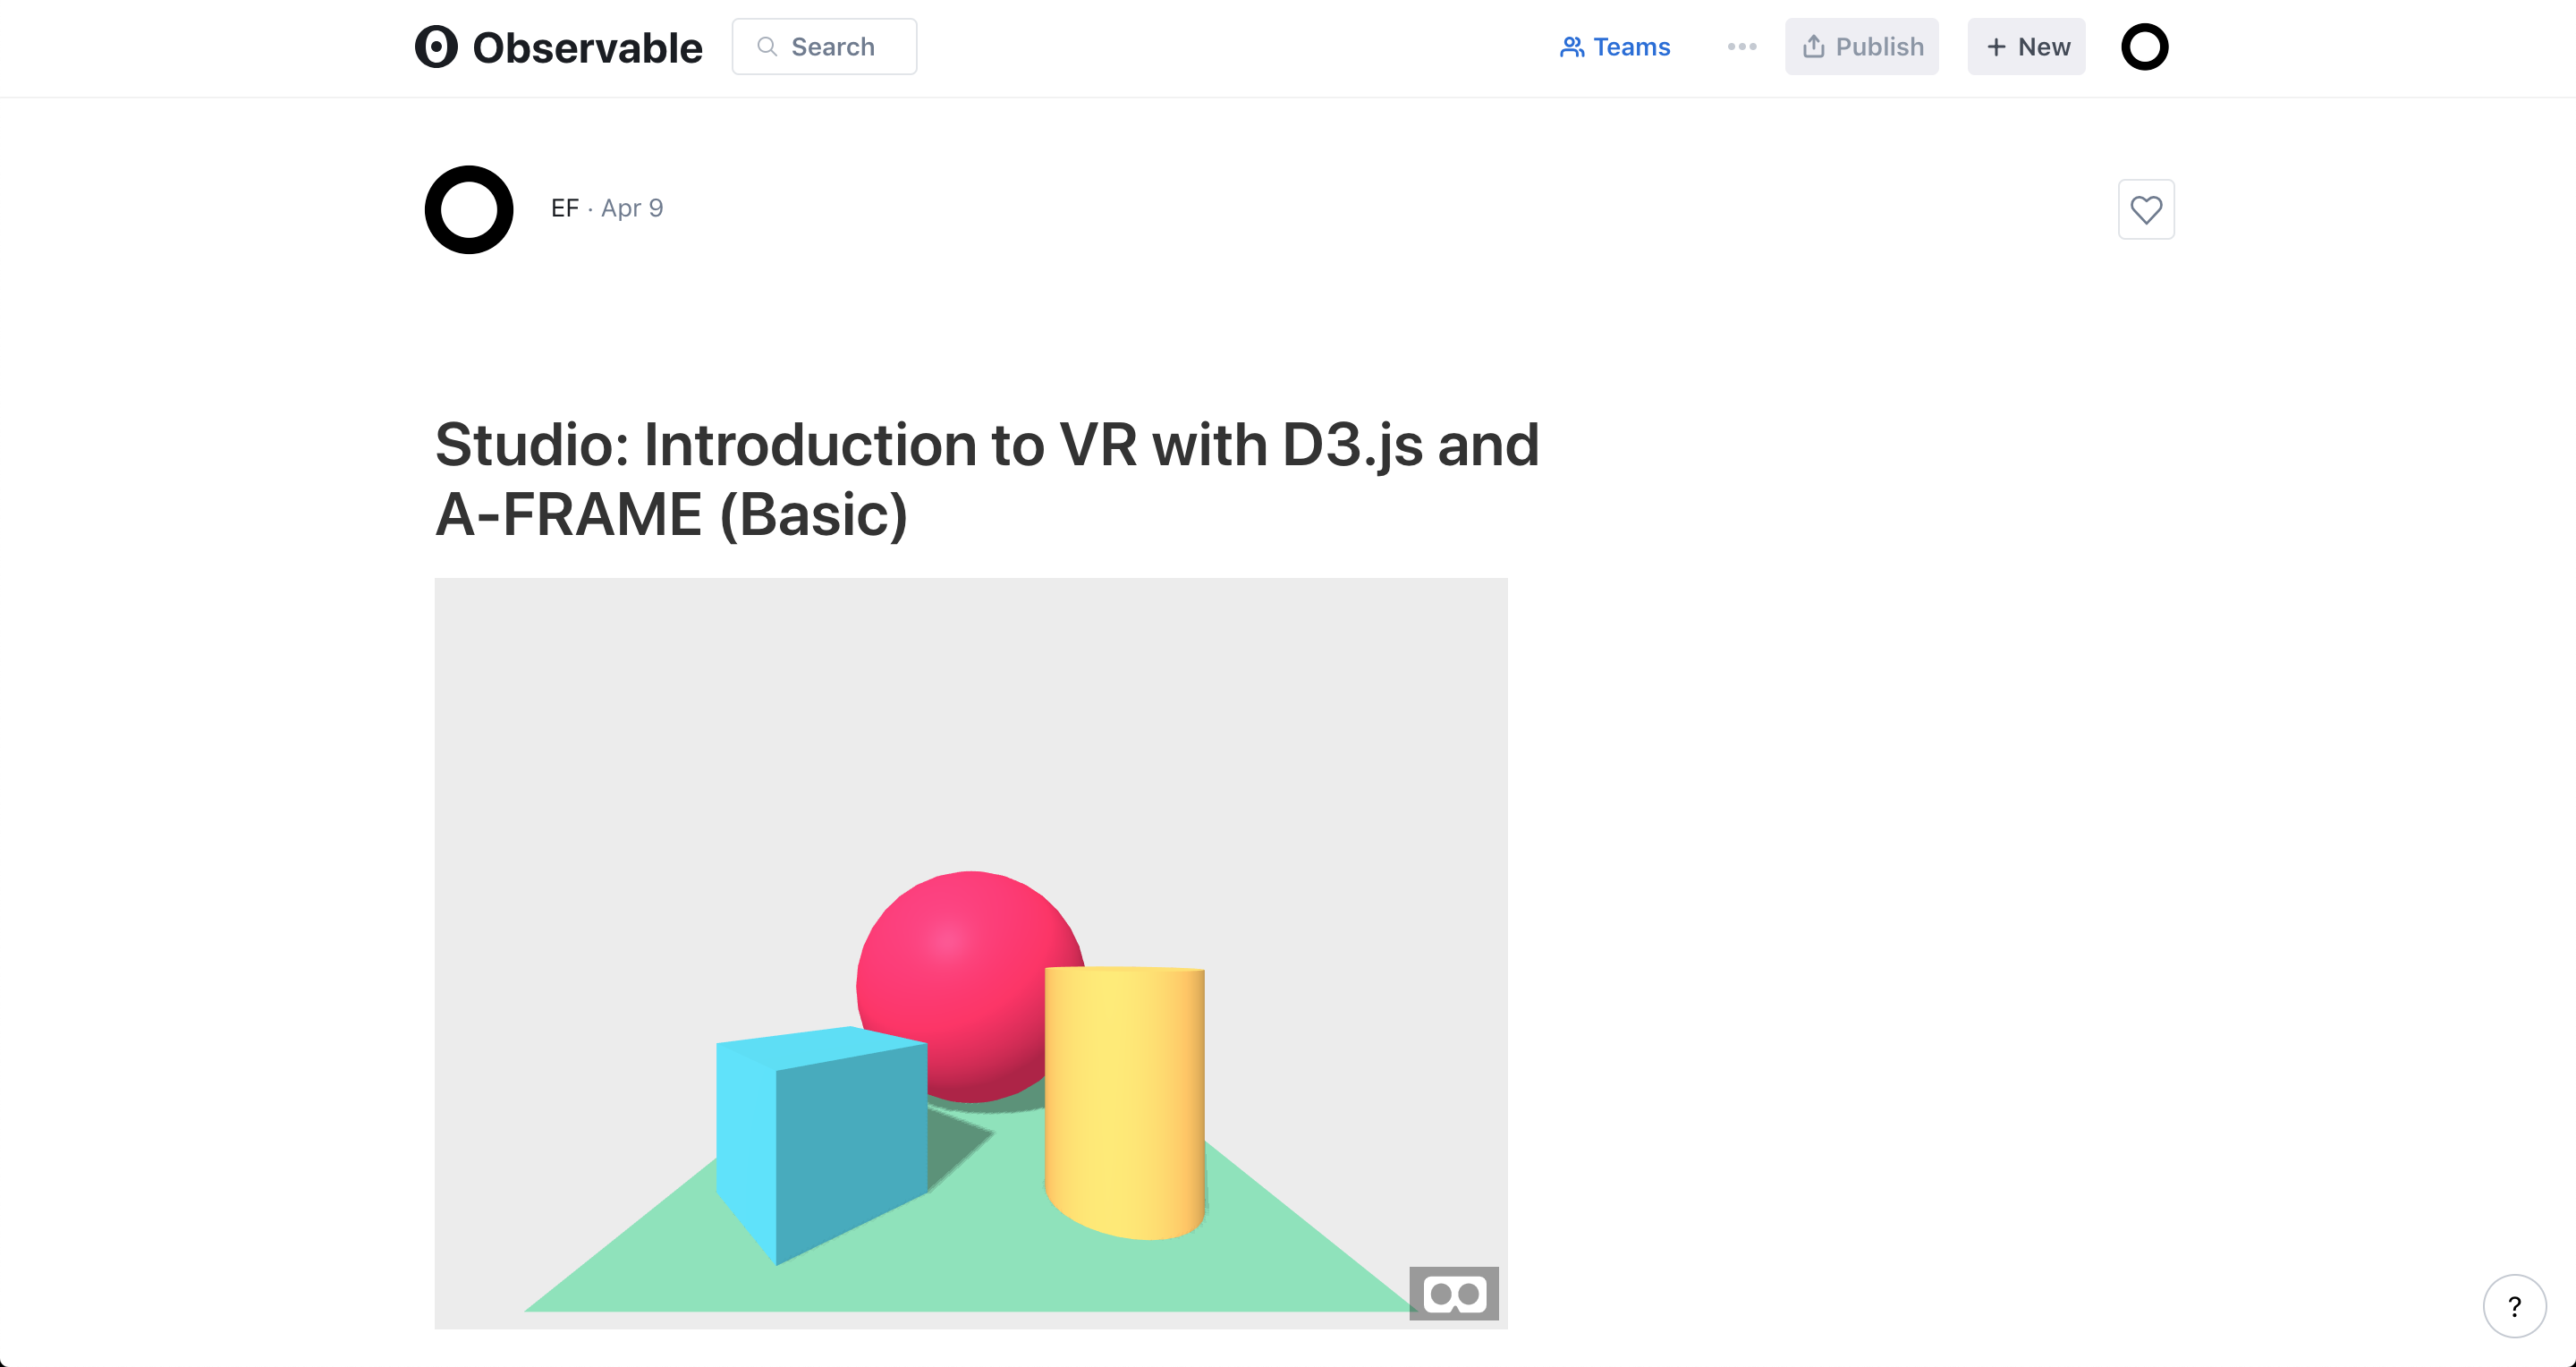 Observable
Search
Teams
Publish
New
EF · Apr 9
Studio: Introduction to VR with D3.js and
A-FRAME (Basic)
?